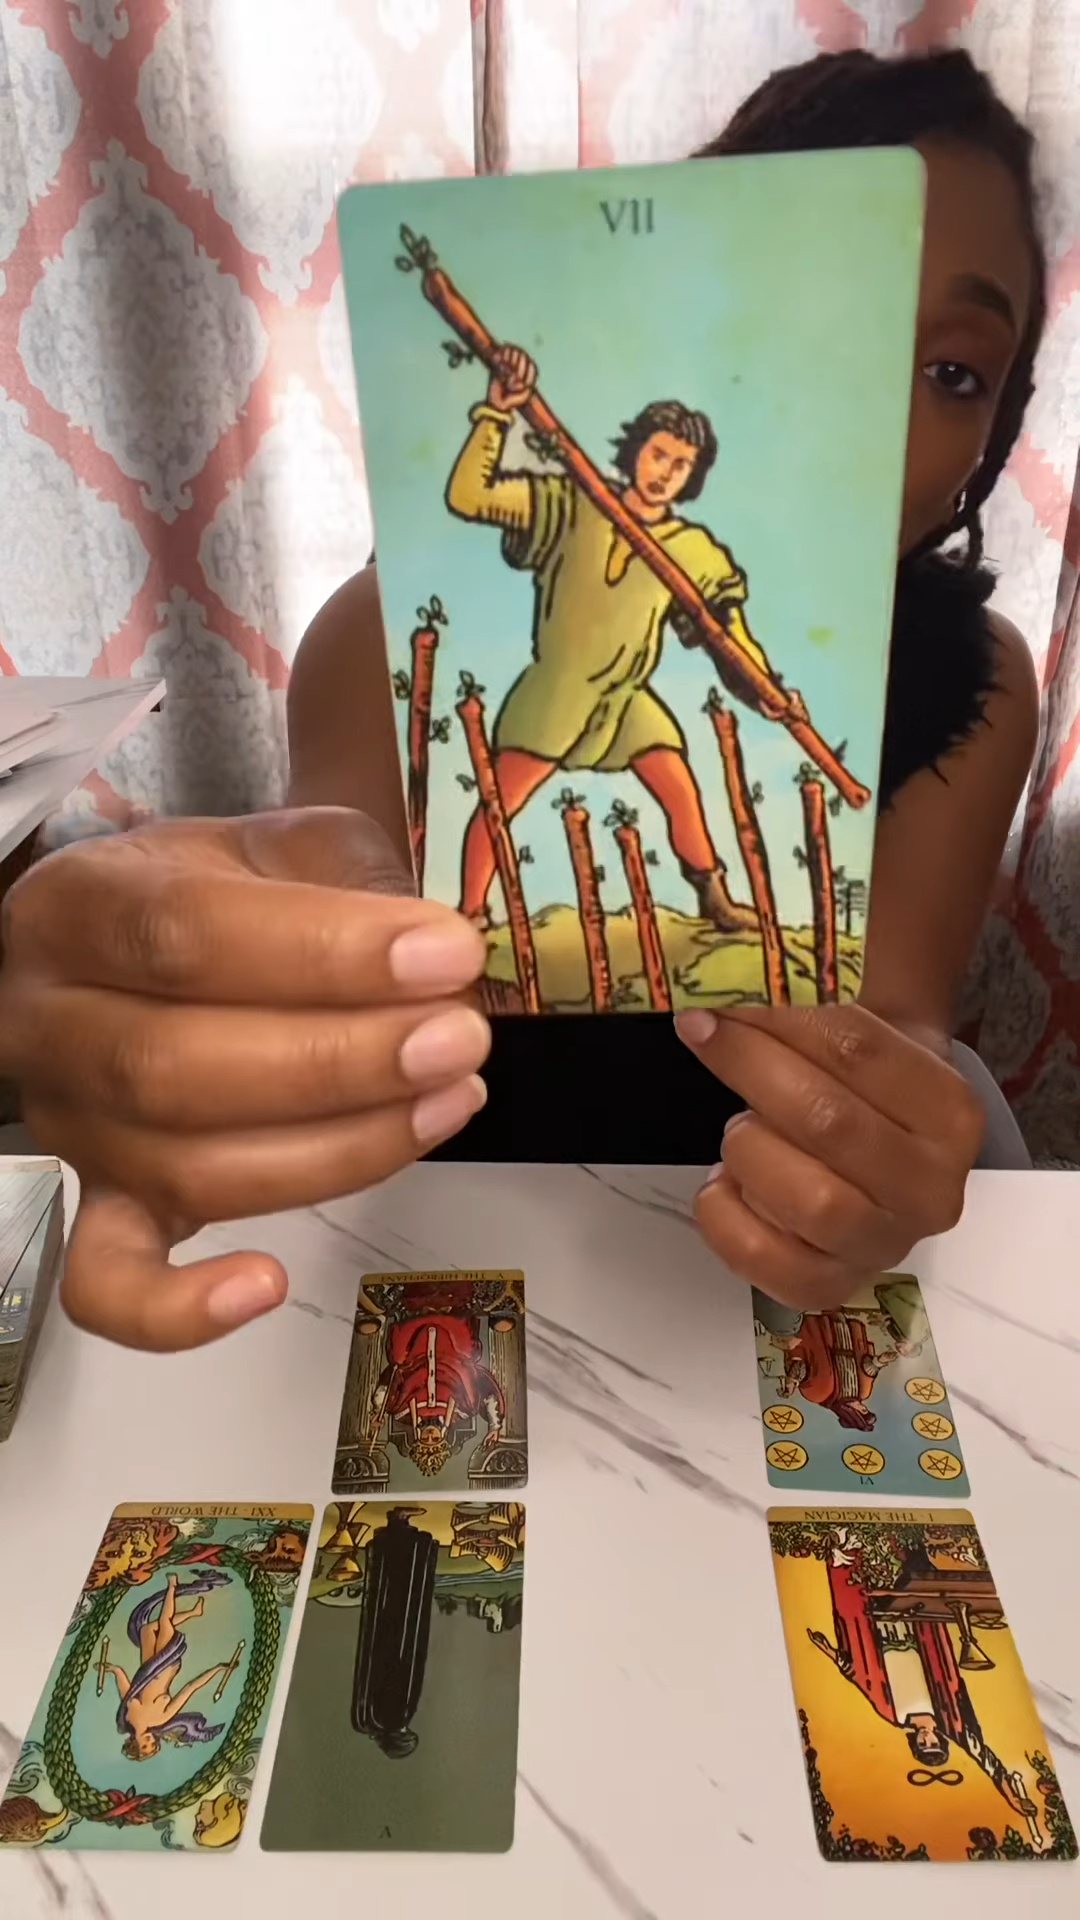 VII
V. THE HIEROPHANT
VI
XXI · THE WORLD
I · THE MAGICIAN
V